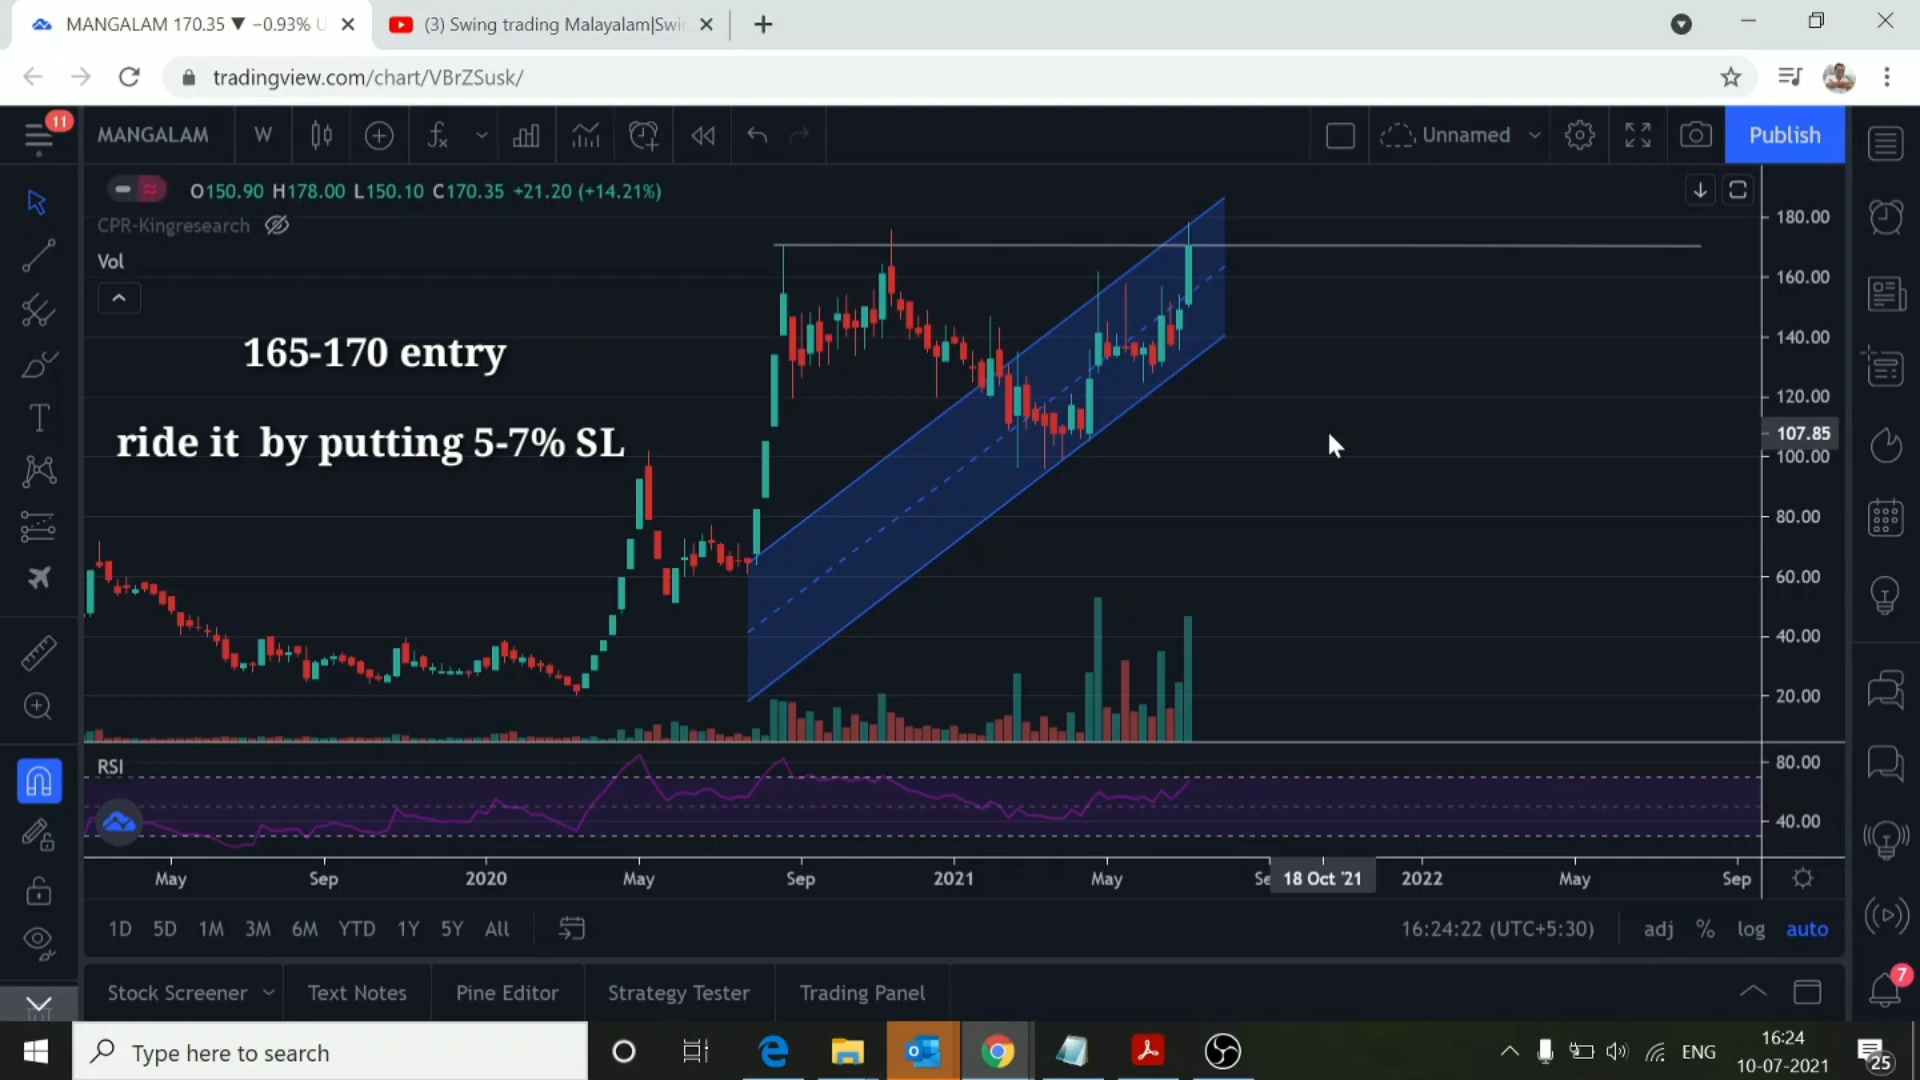 MANGALAM 170.35 ▼ −0.93% U
(3) Swing trading Malayalam|Swin
tradingview.com/chart/VBrZSusk/
11
MANGALAM W
Unnamed
Publish
O150.90 H178.00 L150.10 C170.35 +21.20 (+14.21%)
CPR-Kingresearch
Vol
165-170 entry
ride it by putting 5-7% SL
180.00
160.00
140.00
120.00
107.85
100.00
80.00
60.00
40.00
20.00
RSI
80.00
40.00
May Sep 2020 May Sep 2021 May Se 18 Oct '21 2022 May Sep
1D 5D 1M 3M 6M YTD 1Y 5Y All
16:24:22 (UTC+5:30) adj % log auto
Stock Screener Text Notes Pine Editor Strategy Tester Trading Panel
7
Type here to search
ENG
16:24
10-07-2021
25